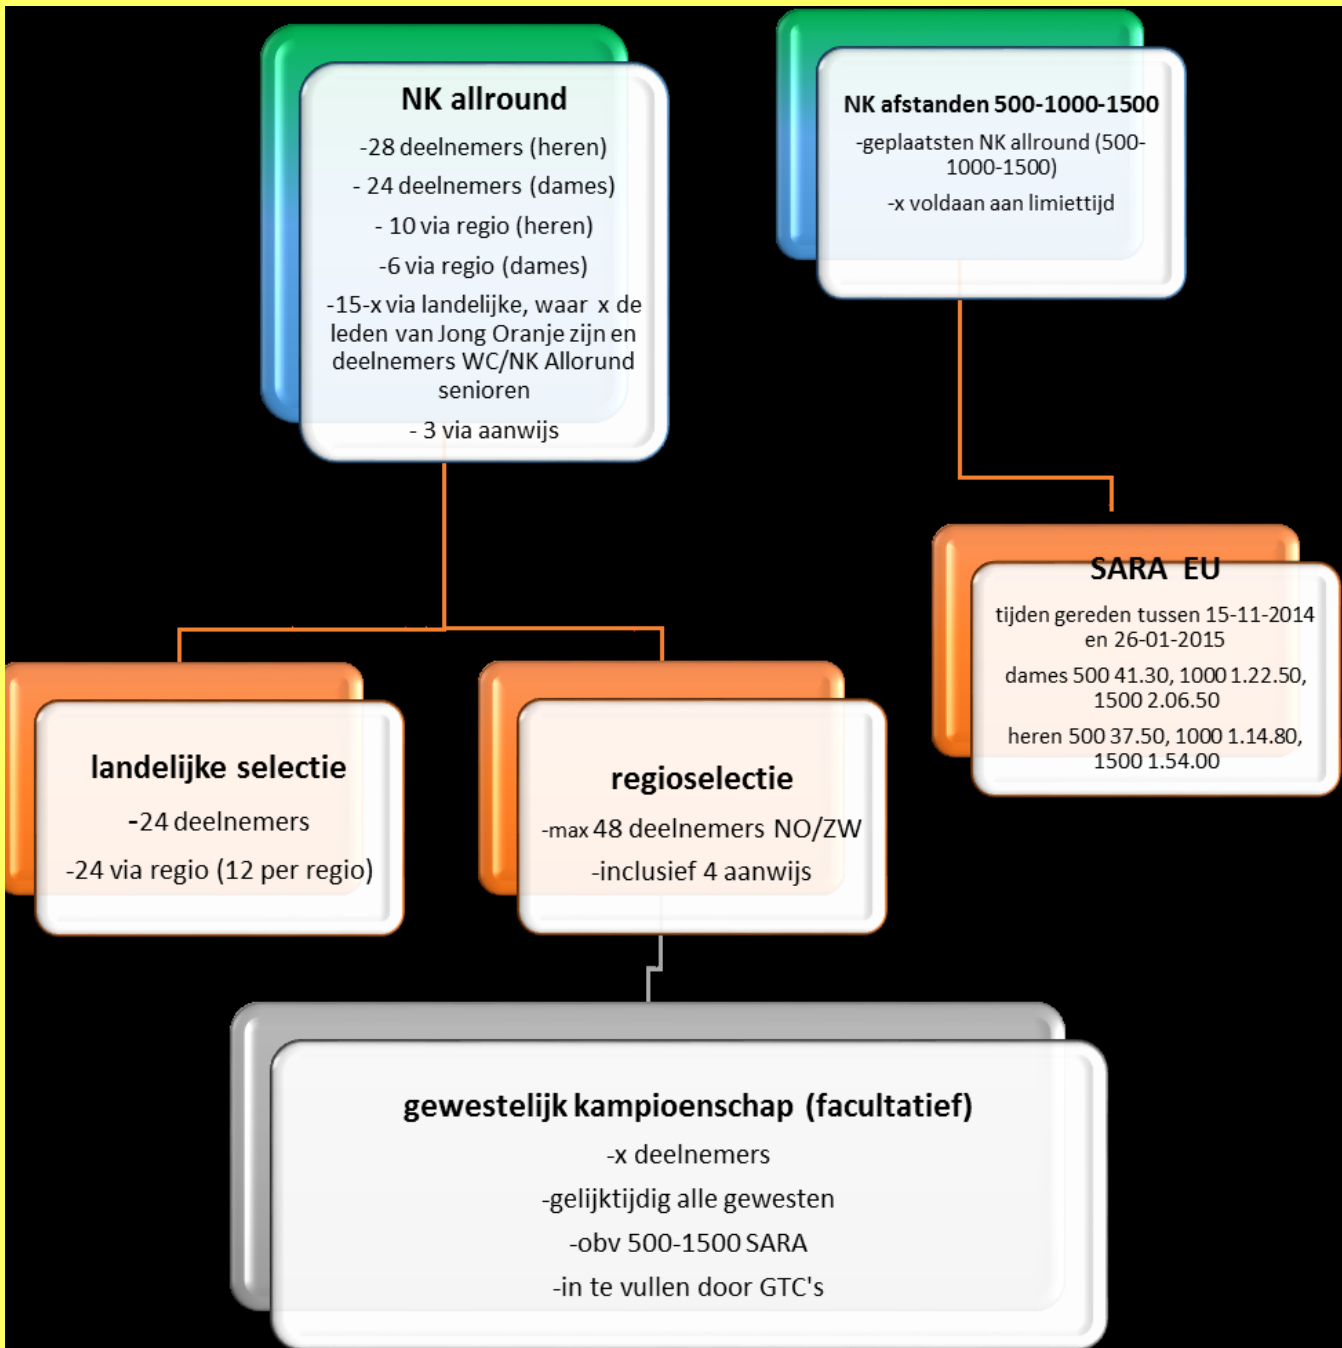 NK allround
-28 deelnemers (heren)
- 24 deelnemers (dames)
- 10 via regio (heren)
-6 via regio (dames)
-15-x via landelijke, waar x de
leden van Jong Oranje zijn en
deelnemers WC/NK Allorund
senioren
- 3 via aanwijs
NK afstanden 500-1000-1500
-geplaatsten NK allround (500-
1000-1500)
-x voldaan aan limiettijd
SARA EU
tijden gereden tussen 15-11-2014
en 26-01-2015
dames 500 41.30, 1000 1.22.50,
1500 2.06.50
heren 500 37.50, 1000 1.14.80,
1500 1.54.00
landelijke selectie
-24 deelnemers
-24 via regio (12 per regio)
regioselectie
-max 48 deelnemers NO/ZW
-inclusief 4 aanwijs
gewestelijk kampioenschap (facultatief)
-x deelnemers
-gelijktijdig alle gewesten
-obv 500-1500 SARA
-in te vullen door GTC's